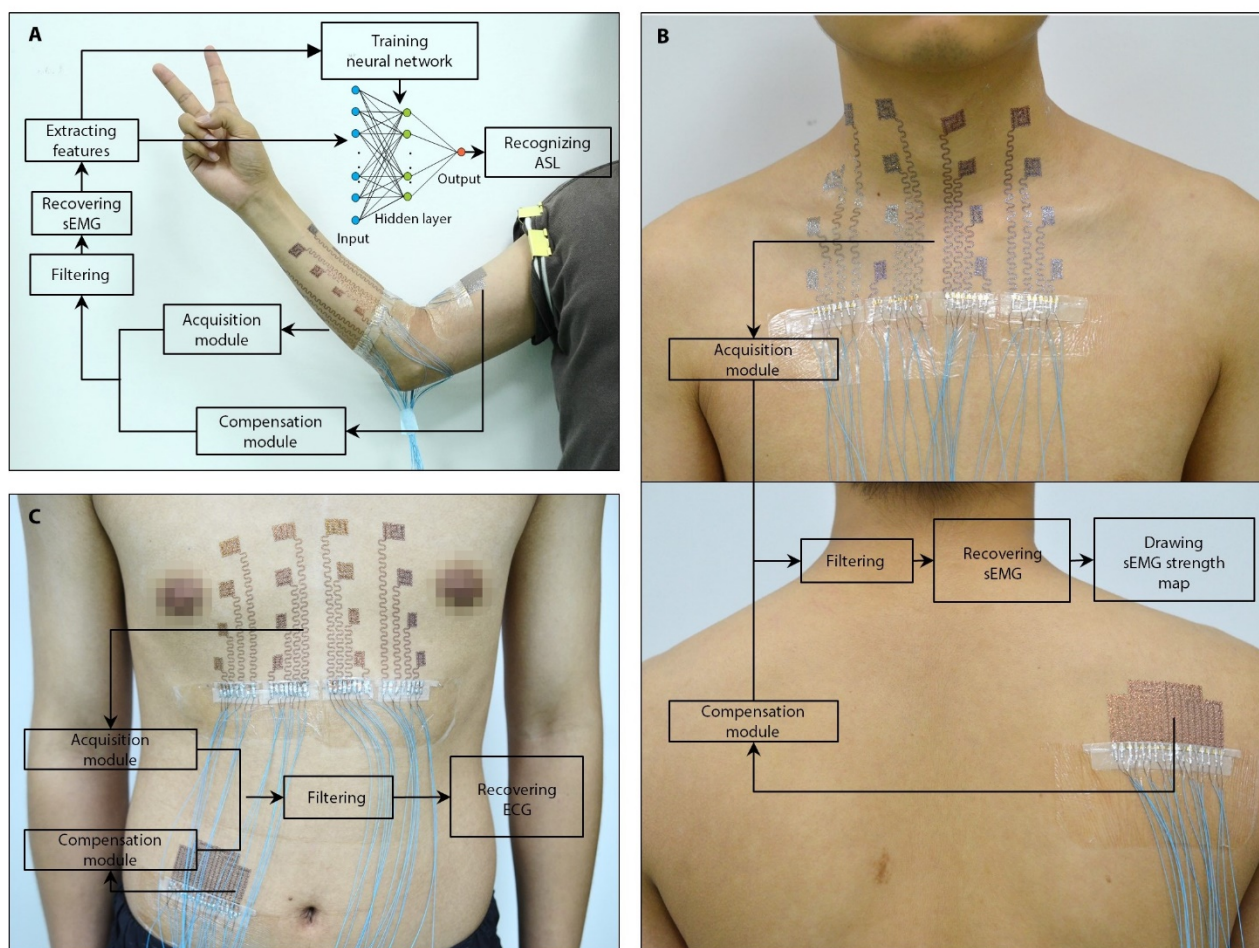 A
Training
neural network
Extracting
features
Recognizing
ASL
Output
Recovering
sEMG
Hidden layer
Input
Filtering
Acquisition
module
Compensation
module
B
Acquisition
module
Filtering
Recovering
sEMG
Drawing
sEMG strength
map
Compensation
module
C
Acquisition
module
Filtering
Recovering
ECG
Compensation
module